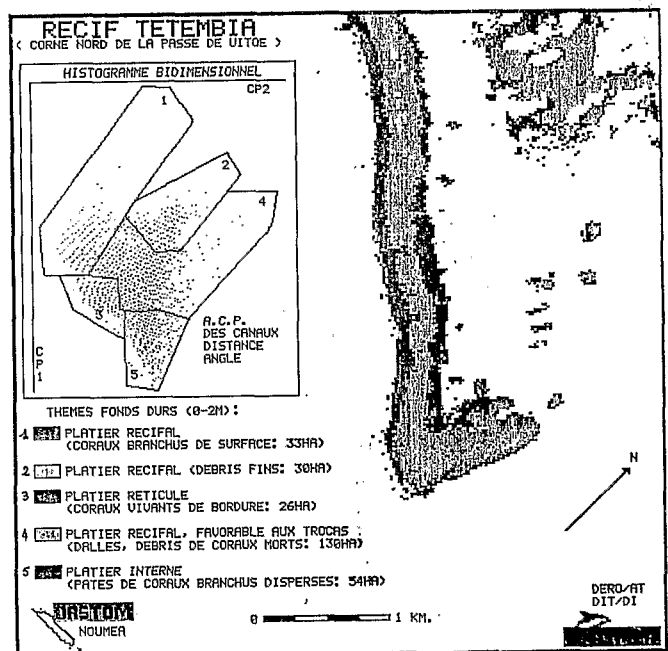 RECIF TETEMBIA
( CORNE NORD DE LA PASSE DE UITOE )
HISTOGRAMME BIDIMENSIONNEL
CP2
1
2
4
3
5
A.C.P.
DES CANAUX
DISTANCE
ANGLE
CP1
THEMES FONDS DURS (0-2M):
1 PLATIER RECIFAL
(CORAUX BRANCHUS DE SURFACE: 33HA)
2 PLATIER RECIFAL (DEBRIS FINS: 30HA)
3 PLATIER RETICULE
(CORAUX VIVANTS DE BORDURE: 26HA)
4 PLATIER RECIFAL, FAVORABLE AUX TROCAS
(DALLES, DEBRIS DE CORAUX MORTS: 130HA)
5 PLATIER INTERNE
(PATES DE CORAUX BRANCHUS DISPERSES: 54HA)
N
ORSTOM
NOUMEA
0 1 KM.
DERO/AT
DIT/DI